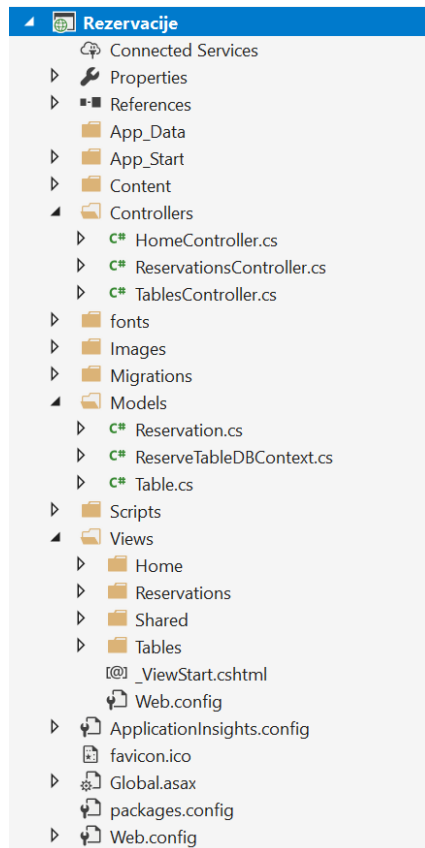 Rezervacije
Connected Services
Properties
References
App_Data
App_Start
Content
Controllers
C# HomeController.cs
C# ReservationsController.cs
C# TablesController.cs
fonts
Images
Migrations
Models
C# Reservation.cs
C# ReserveTableDBContext.cs
C# Table.cs
Scripts
Views
Home
Reservations
Shared
Tables
[@] _ViewStart.cshtml
Web.config
ApplicationInsights.config
favicon.ico
Global.asax
packages.config
Web.config